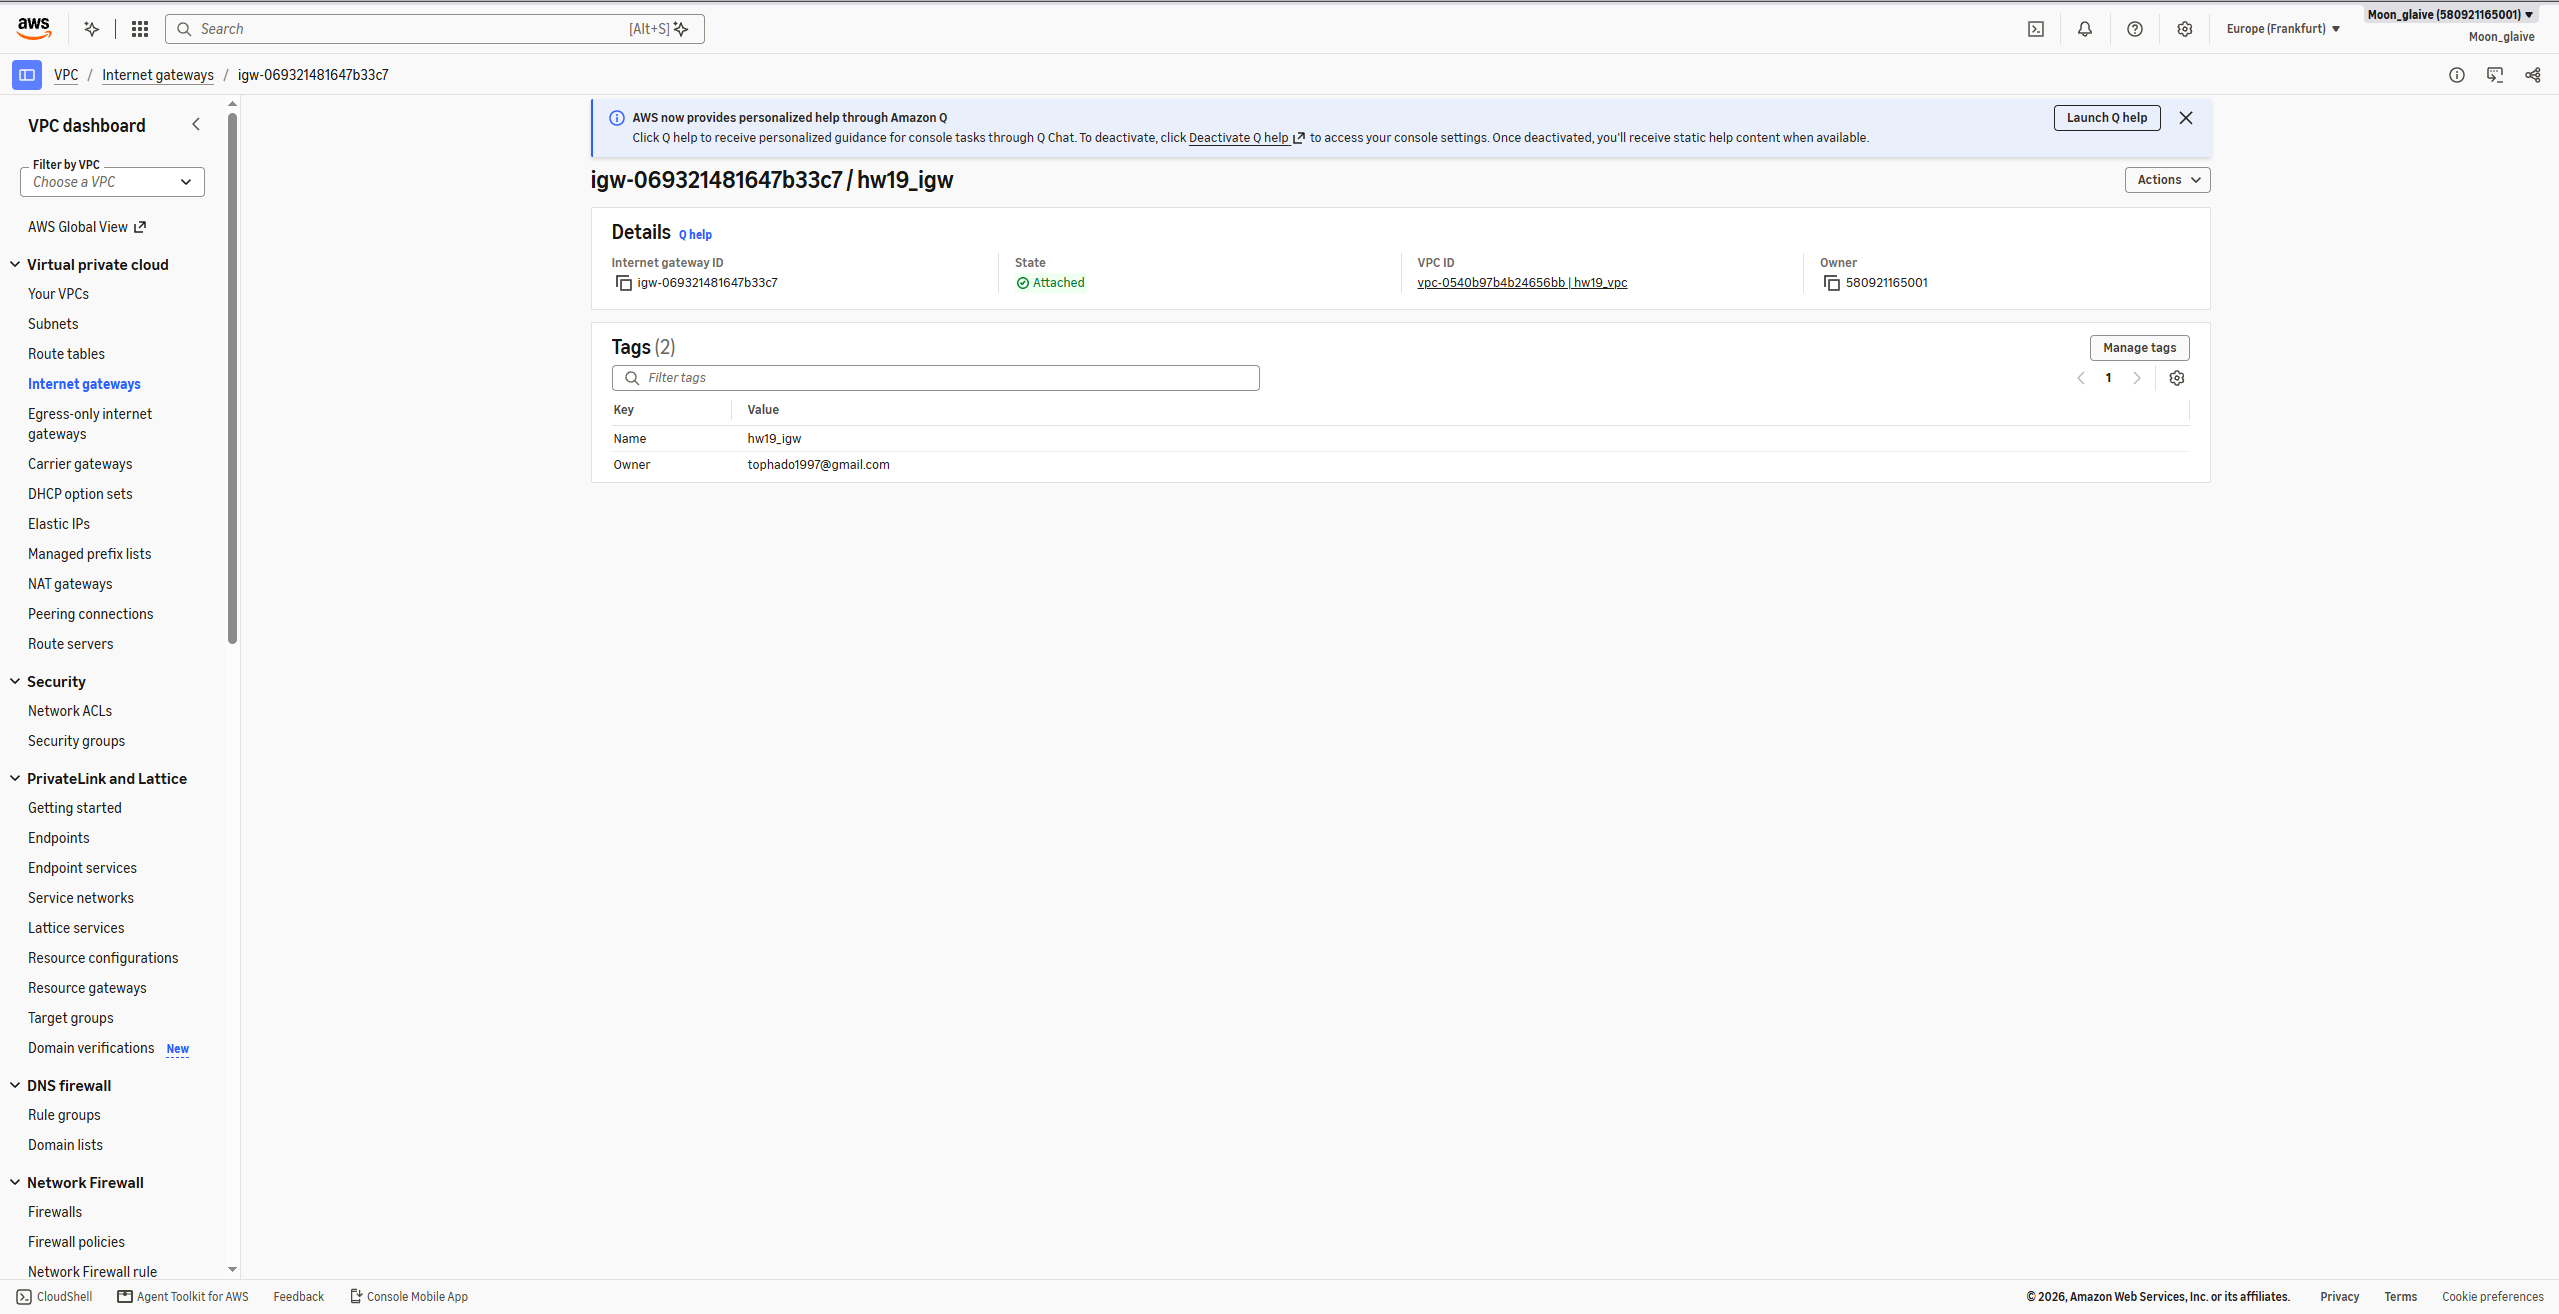 aws
Search [Alt+S]
Europe (Frankfurt)
Moon_glaive (580921165001)
Moon_glaive
VPC / Internet gateways / igw-069321481647b33c7
VPC dashboard
Filter by VPC
Choose a VPC
AWS Global View
Virtual private cloud
Your VPCs
Subnets
Route tables
Internet gateways
Egress-only internet
gateways
Carrier gateways
DHCP option sets
Elastic IPs
Managed prefix lists
NAT gateways
Peering connections
Route servers
Security
Network ACLs
Security groups
PrivateLink and Lattice
Getting started
Endpoints
Endpoint services
Service networks
Lattice services
Resource configurations
Resource gateways
Target groups
Domain verifications New
DNS firewall
Rule groups
Domain lists
Network Firewall
Firewalls
Firewall policies
Network Firewall rule
AWS now provides personalized help through Amazon Q
Click Q help to receive personalized guidance for console tasks through Q Chat. To deactivate, click Deactivate Q help to access your console settings. Once deactivated, you'll receive static help content when available.
Launch Q help
igw-069321481647b33c7 / hw19_igw
Actions
Details Q help
Internet gateway ID
igw-069321481647b33c7
State
Attached
VPC ID
vpc-0540b97b4b24656bb | hw19_vpc
Owner
580921165001
Tags (2)
Manage tags
Filter tags
1
Key Value
Name hw19_igw
Owner tophado1997@gmail.com
CloudShell Agent Toolkit for AWS Feedback Console Mobile App
© 2026, Amazon Web Services, Inc. or its affiliates. Privacy Terms Cookie preferences